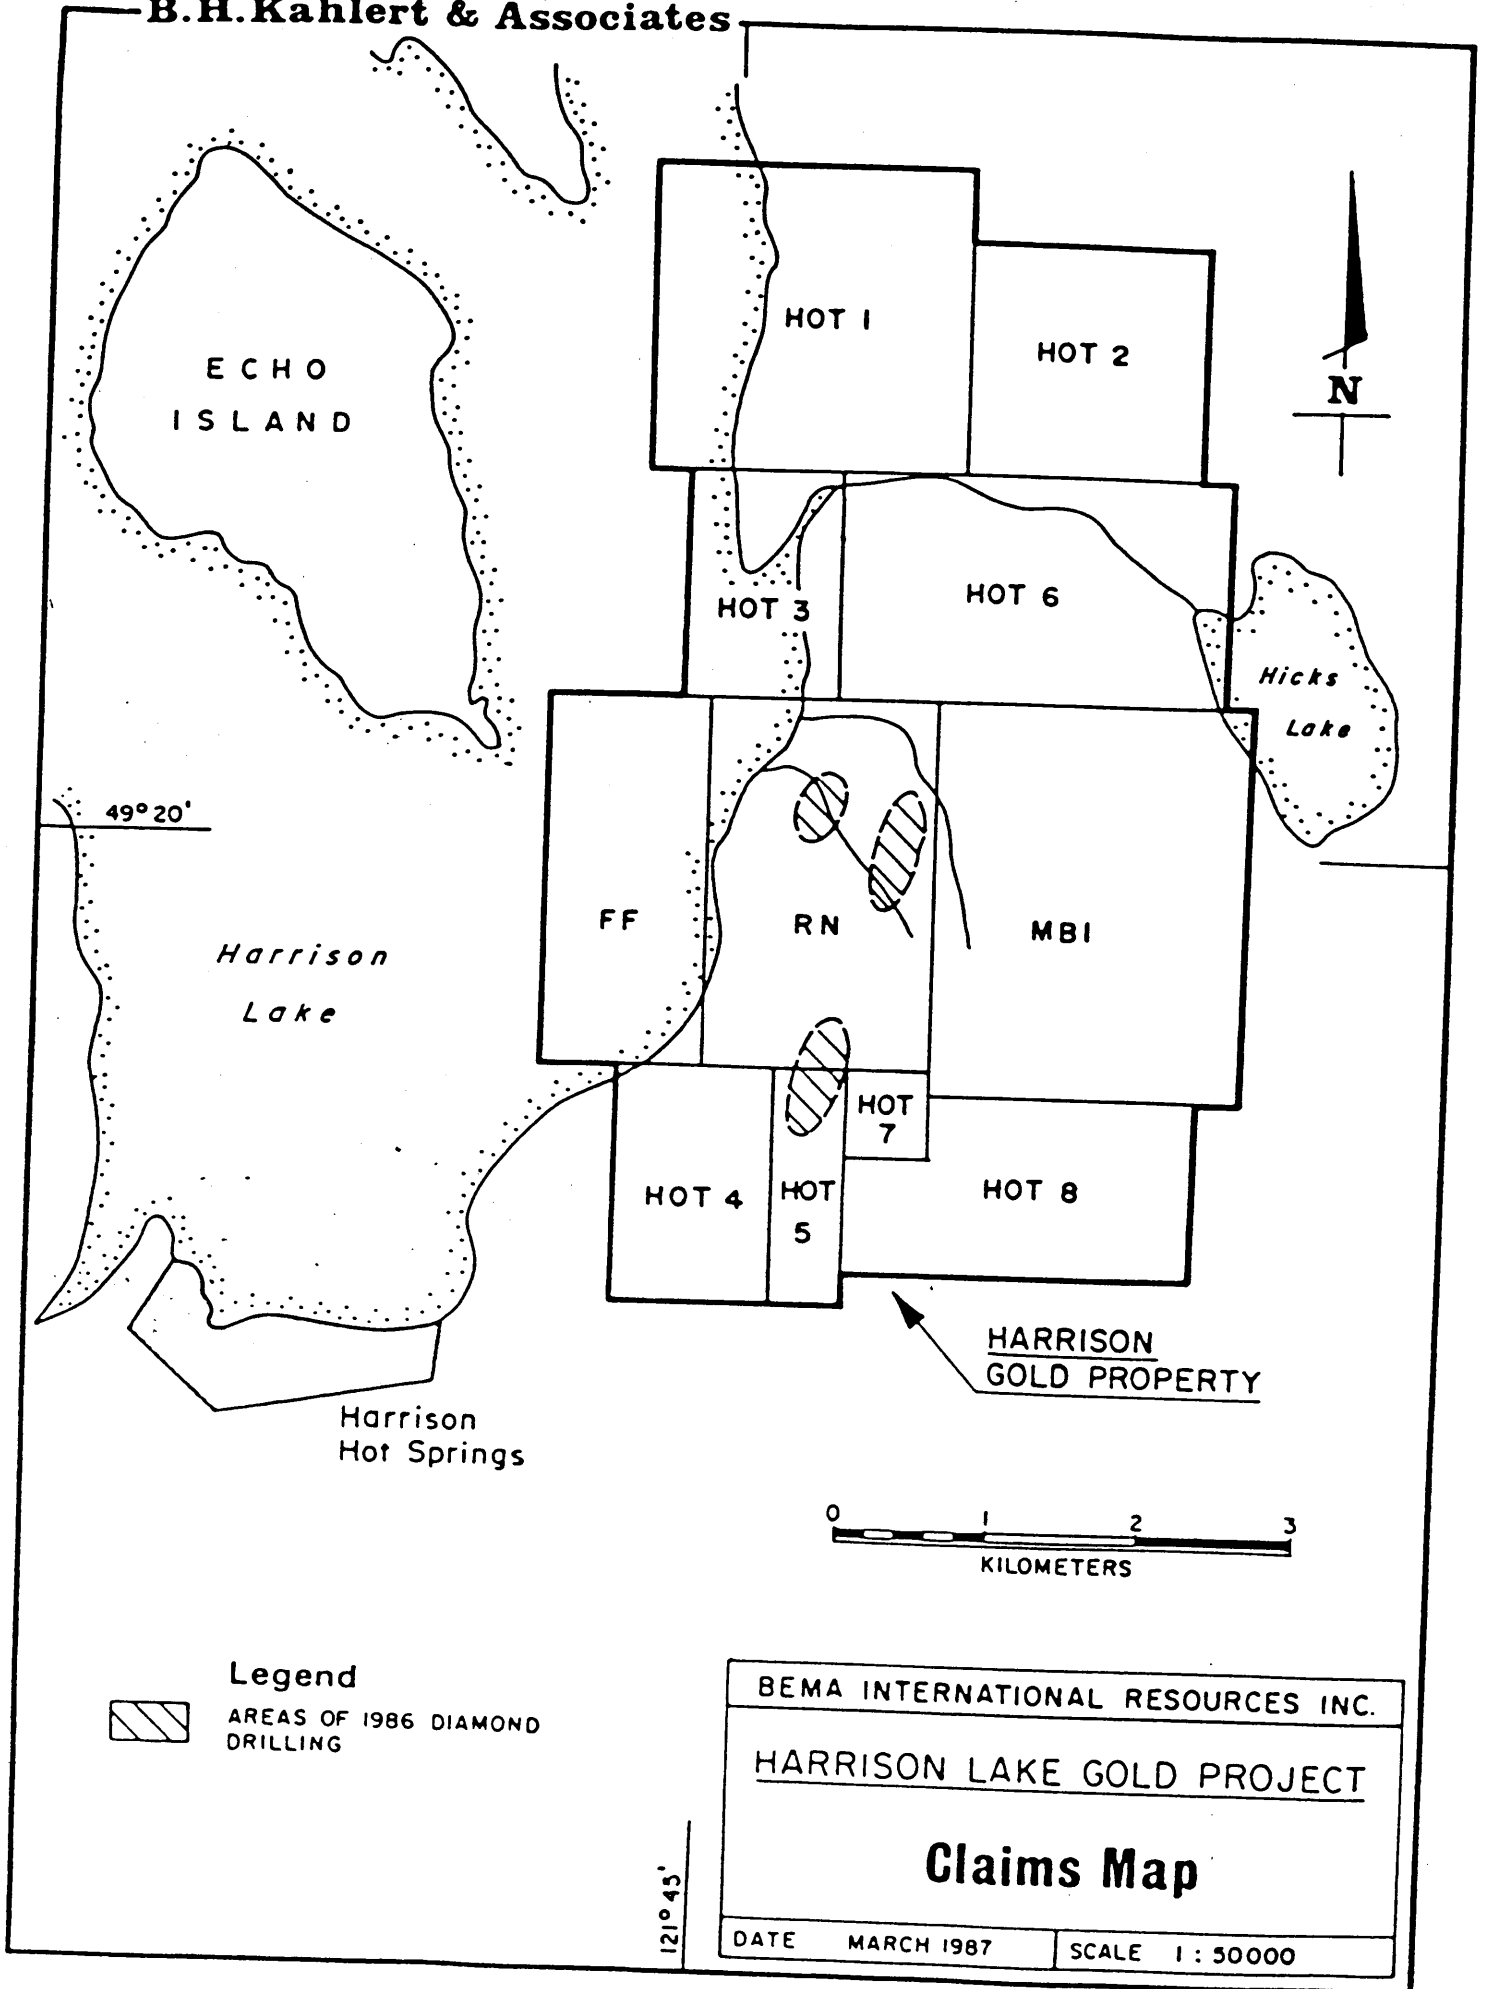 B.H.Kahlert & Associates
ECHO
ISLAND
HOT 1
HOT 2
N
HOT 3
HOT 6
Hicks
Lake
49° 20'
FF
RN
MB1
Harrison
Lake
HOT
7
HOT 4
HOT
5
HOT 8
HARRISON
GOLD PROPERTY
Harrison
Hot Springs
0 1 2 3
KILOMETERS
Legend
AREAS OF 1986 DIAMOND
DRILLING
121° 45'
BEMA INTERNATIONAL RESOURCES INC.
HARRISON LAKE GOLD PROJECT
Claims Map
DATE MARCH 1987
SCALE 1 : 50000